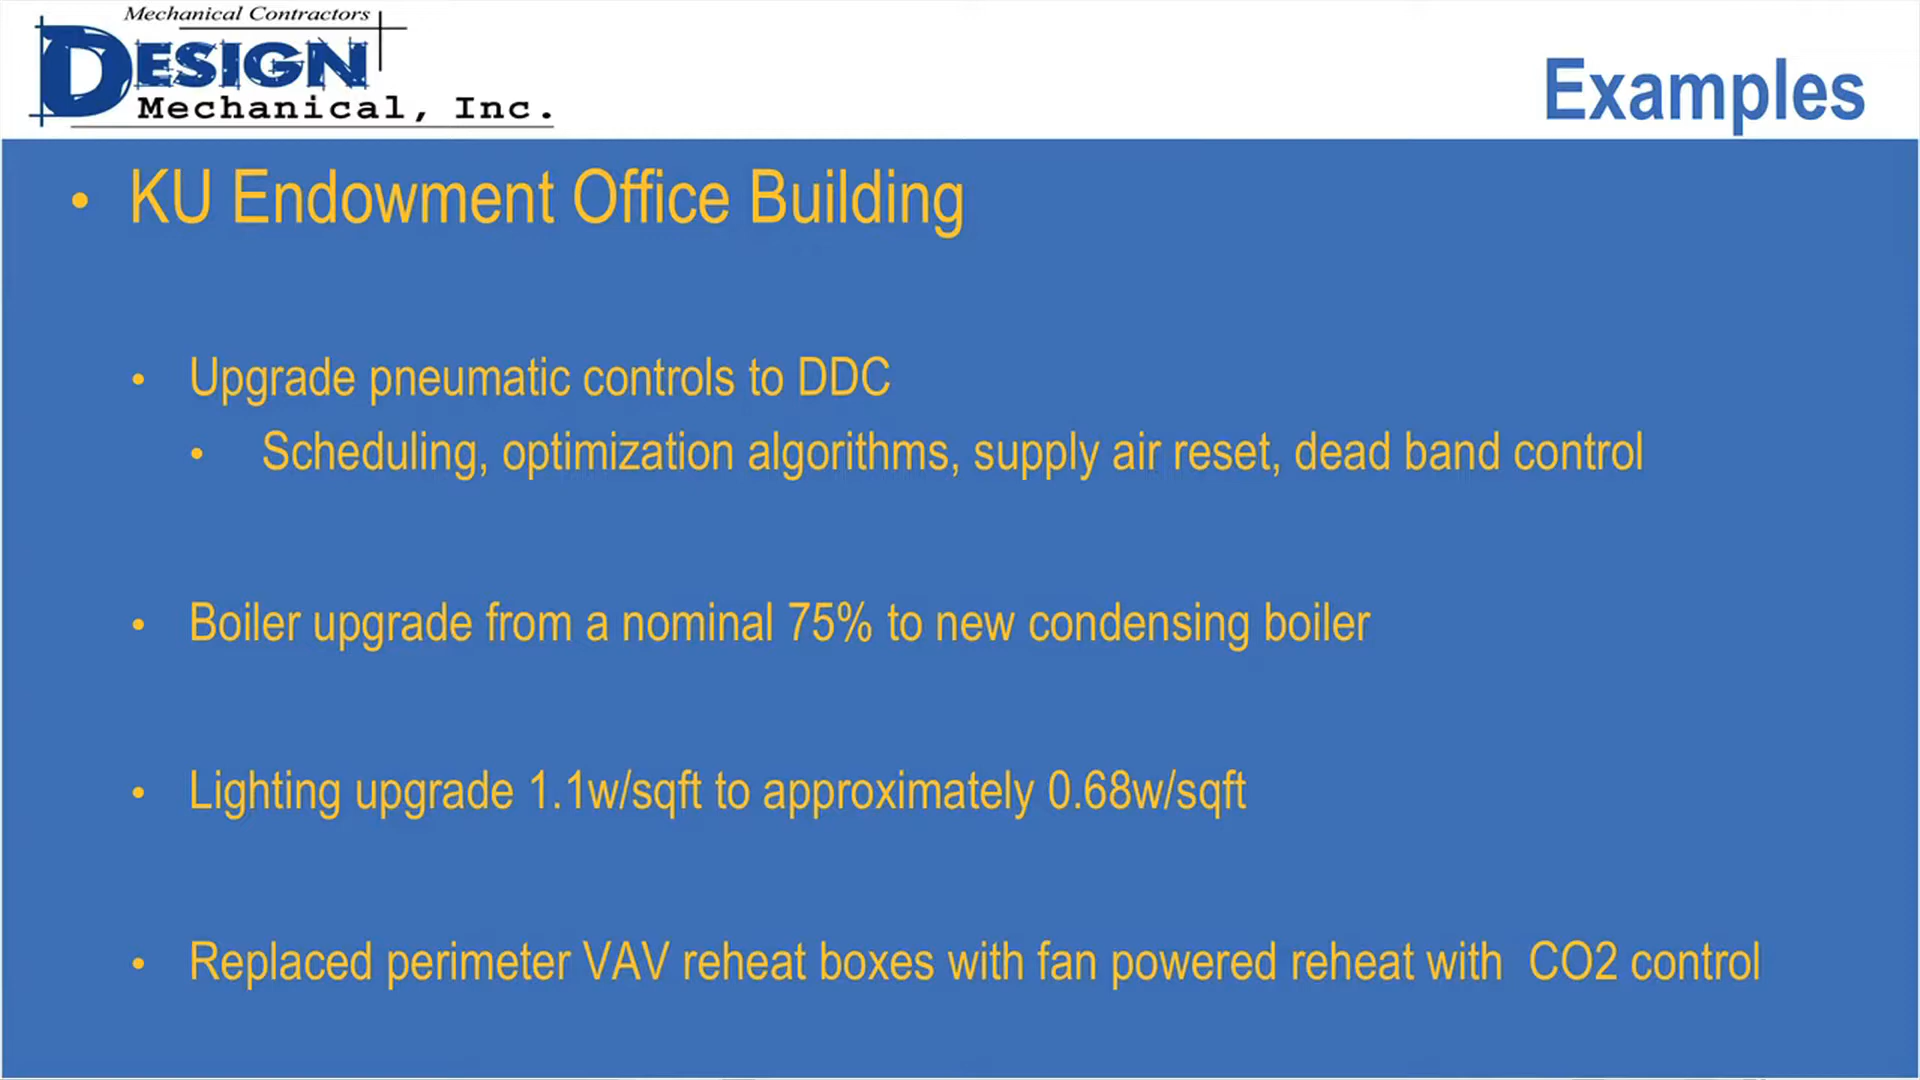 Mechanical Contractors
DESIGN
Mechanical, Inc.
Examples
• KU Endowment Office Building
• Upgrade pneumatic controls to DDC
• Scheduling, optimization algorithms, supply air reset, dead band control
• Boiler upgrade from a nominal 75% to new condensing boiler
• Lighting upgrade 1.1w/sqft to approximately 0.68w/sqft
• Replaced perimeter VAV reheat boxes with fan powered reheat with  CO2 control